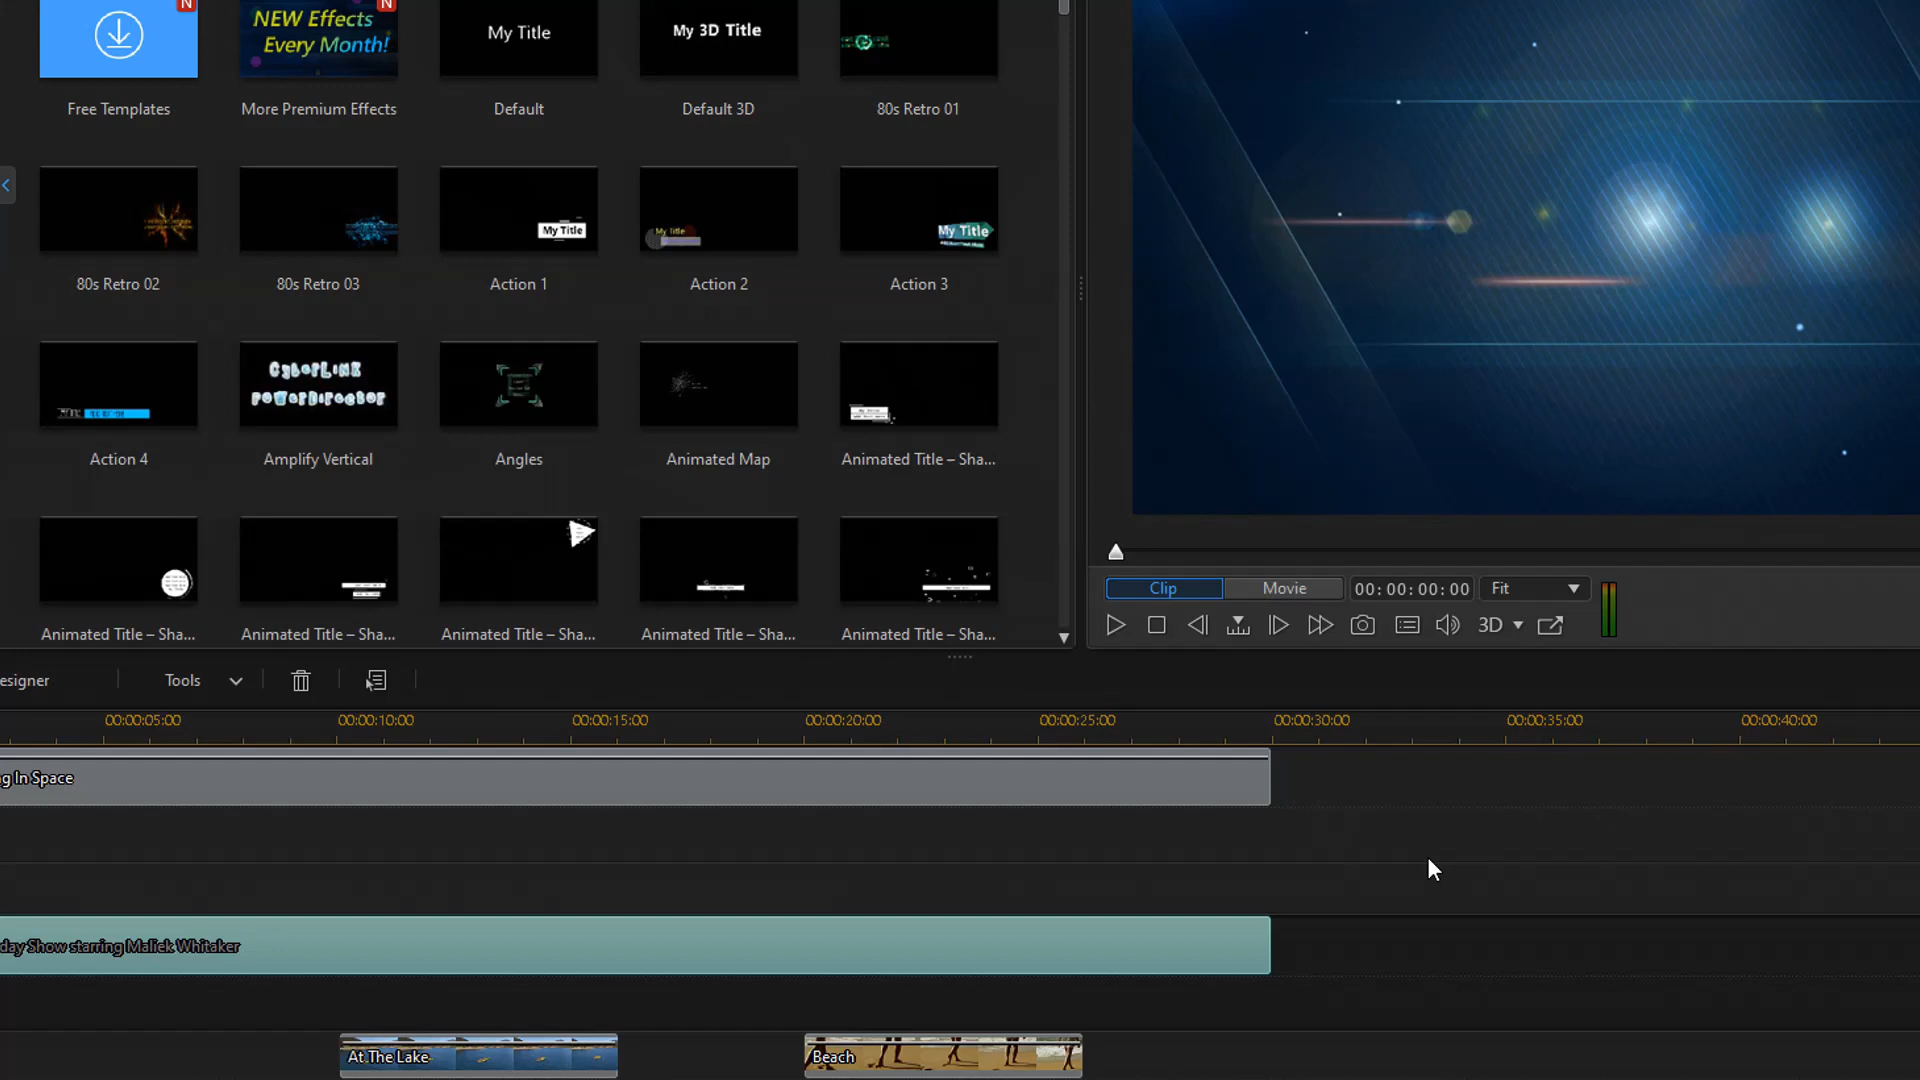 N
N
NEW Effects
Every Month!
My Title
My 3D Title
Free Templates
More Premium Effects
Default
Default 3D
80s Retro 01
My Title
My Title
My Title
80s Retro 02
80s Retro 03
Action 1
Action 2
Action 3
CyberLink
PowerDirector
Action 4
Amplify Vertical
Angles
Animated Map
Animated Title – Sha...
Animated Title – Sha...
Animated Title – Sha...
Animated Title – Sha...
Animated Title – Sha...
Animated Title – Sha...
Clip
Movie
00:00:00:00
Fit
3D
esigner
Tools
00:00:05:00
00:00:10:00
00:00:15:00
00:00:20:00
00:00:25:00
00:00:30:00
00:00:35:00
00:00:40:00
g In Space
day Show starring Maliek Whitaker
At The Lake
Beach